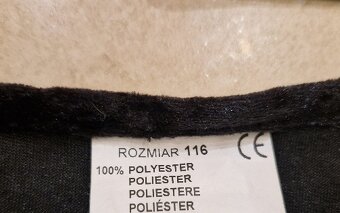 ROZMIAR 116 CE
100% POLYESTER
POLIESTER
POLIESTERE
POLIÉSTER